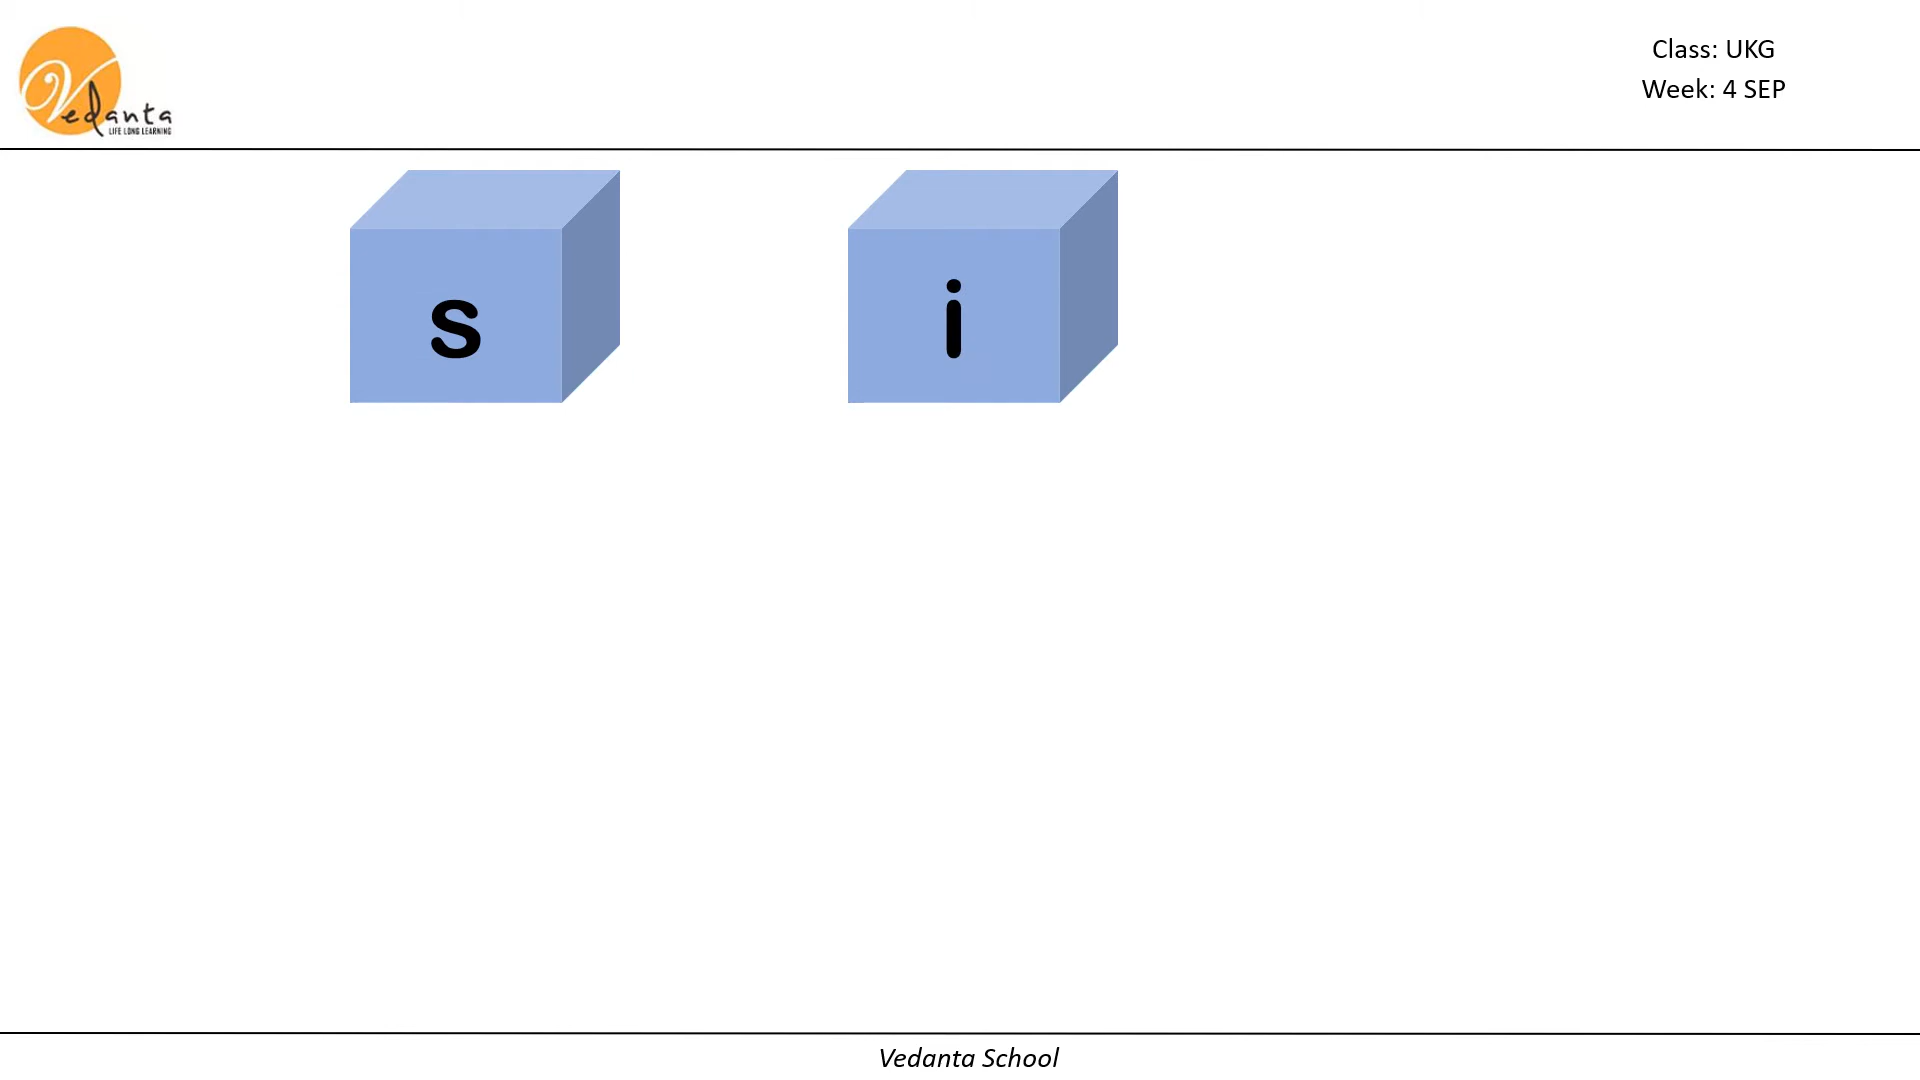 Vedanta
LIFE LONG LEARNING
Class: UKG
Week: 4 SEP
s
i
Vedanta School